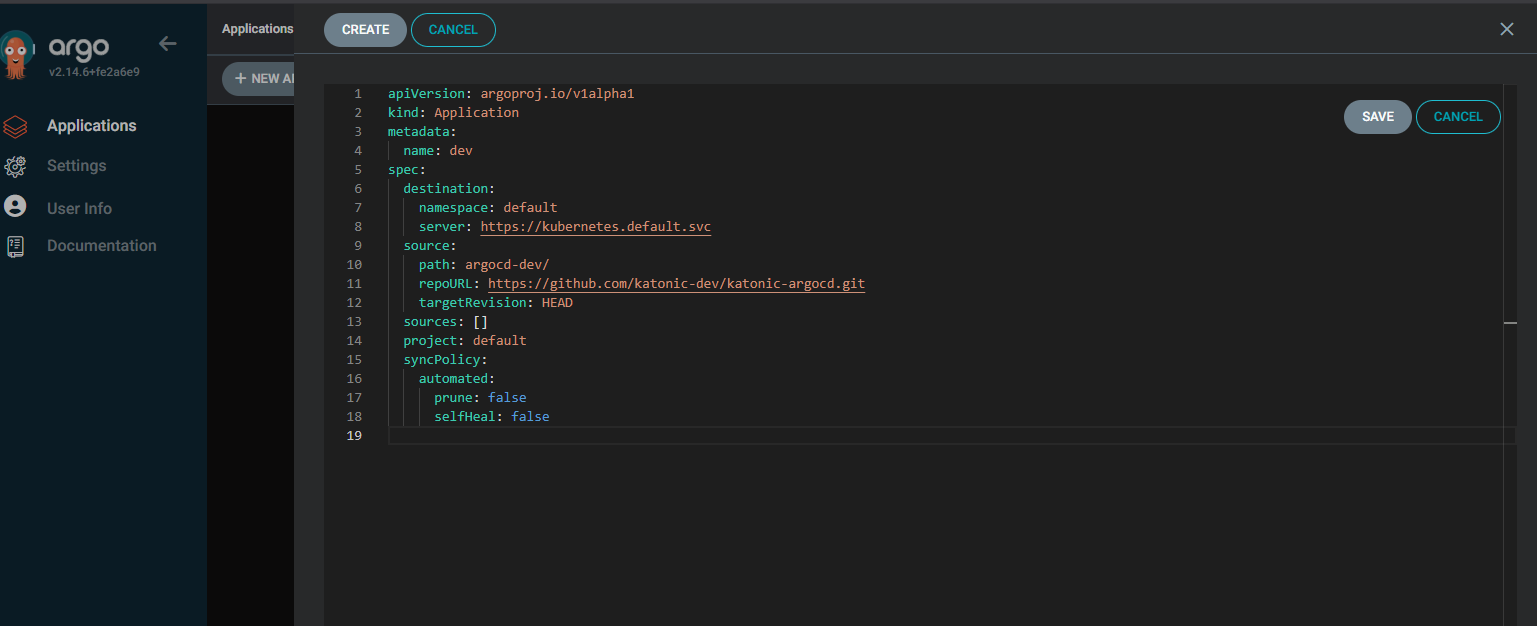 argo
v2.14.6+fe2a6e9
Applications
Settings
User Info
Documentation
Applications
+ NEW A
CREATE
CANCEL
SAVE
CANCEL
1 apiVersion: argoproj.io/v1alpha1
2 kind: Application
3 metadata:
4   name: dev
5 spec:
6   destination:
7     namespace: default
8     server: https://kubernetes.default.svc
9   source:
10     path: argocd-dev/
11     repoURL: https://github.com/katonic-dev/katonic-argocd.git
12     targetRevision: HEAD
13   sources: []
14   project: default
15   syncPolicy:
16     automated:
17       prune: false
18       selfHeal: false
19